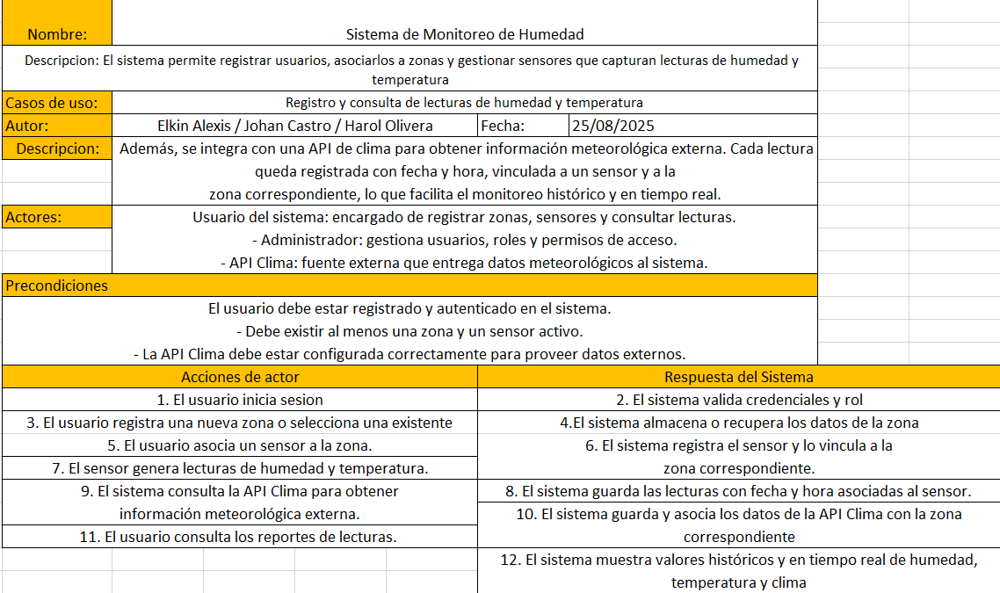 Nombre:
Sistema de Monitoreo de Humedad
Descripcion: El sistema permite registrar usuarios, asociarlos a zonas y gestionar sensores que capturan lecturas de humedad y
temperatura
Casos de uso:
Registro y consulta de lecturas de humedad y temperatura
Autor:
Elkin Alexis / Johan Castro / Harol Olivera
Fecha:
25/08/2025
Descripcion:
Además, se integra con una API de clima para obtener información meteorológica externa. Cada lectura
queda registrada con fecha y hora, vinculada a un sensor y a la
zona correspondiente, lo que facilita el monitoreo histórico y en tiempo real.
Actores:
Usuario del sistema: encargado de registrar zonas, sensores y consultar lecturas.
- Administrador: gestiona usuarios, roles y permisos de acceso.
- API Clima: fuente externa que entrega datos meteorológicos al sistema.
Precondiciones
El usuario debe estar registrado y autenticado en el sistema.
- Debe existir al menos una zona y un sensor activo.
- La API Clima debe estar configurada correctamente para proveer datos externos.
Acciones de actor
Respuesta del Sistema
1. El usuario inicia sesion
2. El sistema valida credenciales y rol
3. El usuario registra una nueva zona o selecciona una existente
4.El sistema almacena o recupera los datos de la zona
5. El usuario asocia un sensor a la zona.
6. El sistema registra el sensor y lo vincula a la
zona correspondiente.
7. El sensor genera lecturas de humedad y temperatura.
8. El sistema guarda las lecturas con fecha y hora asociadas al sensor.
9. El sistema consulta la API Clima para obtener
información meteorológica externa.
10. El sistema guarda y asocia los datos de la API Clima con la zona
correspondiente
11. El usuario consulta los reportes de lecturas.
12. El sistema muestra valores históricos y en tiempo real de humedad,
temperatura y clima